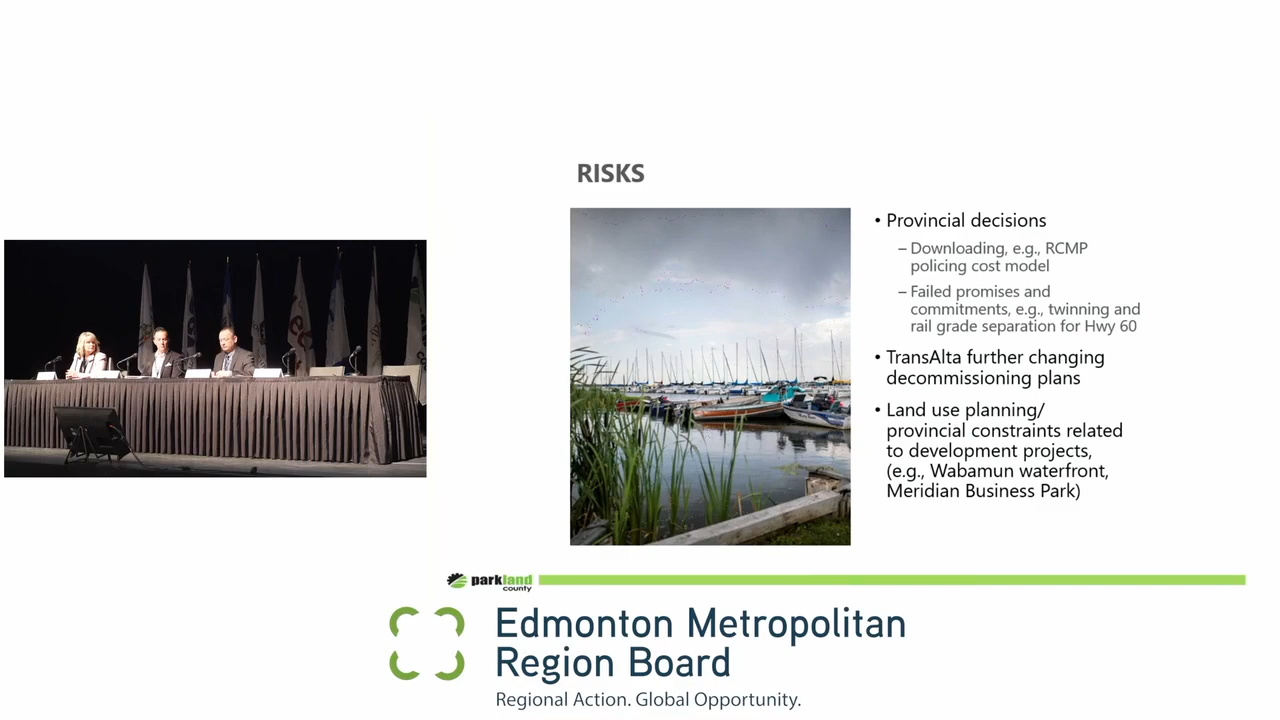 RISKS
• Provincial decisions
– Downloading, e.g., RCMP
policing cost model
– Failed promises and
commitments, e.g., twinning and
rail grade separation for Hwy 60
• TransAlta further changing
decommissioning plans
• Land use planning/
provincial constraints related
to development projects,
(e.g., Wabamun waterfront,
Meridian Business Park)
parkland
county
Edmonton Metropolitan
Region Board
Regional Action. Global Opportunity.